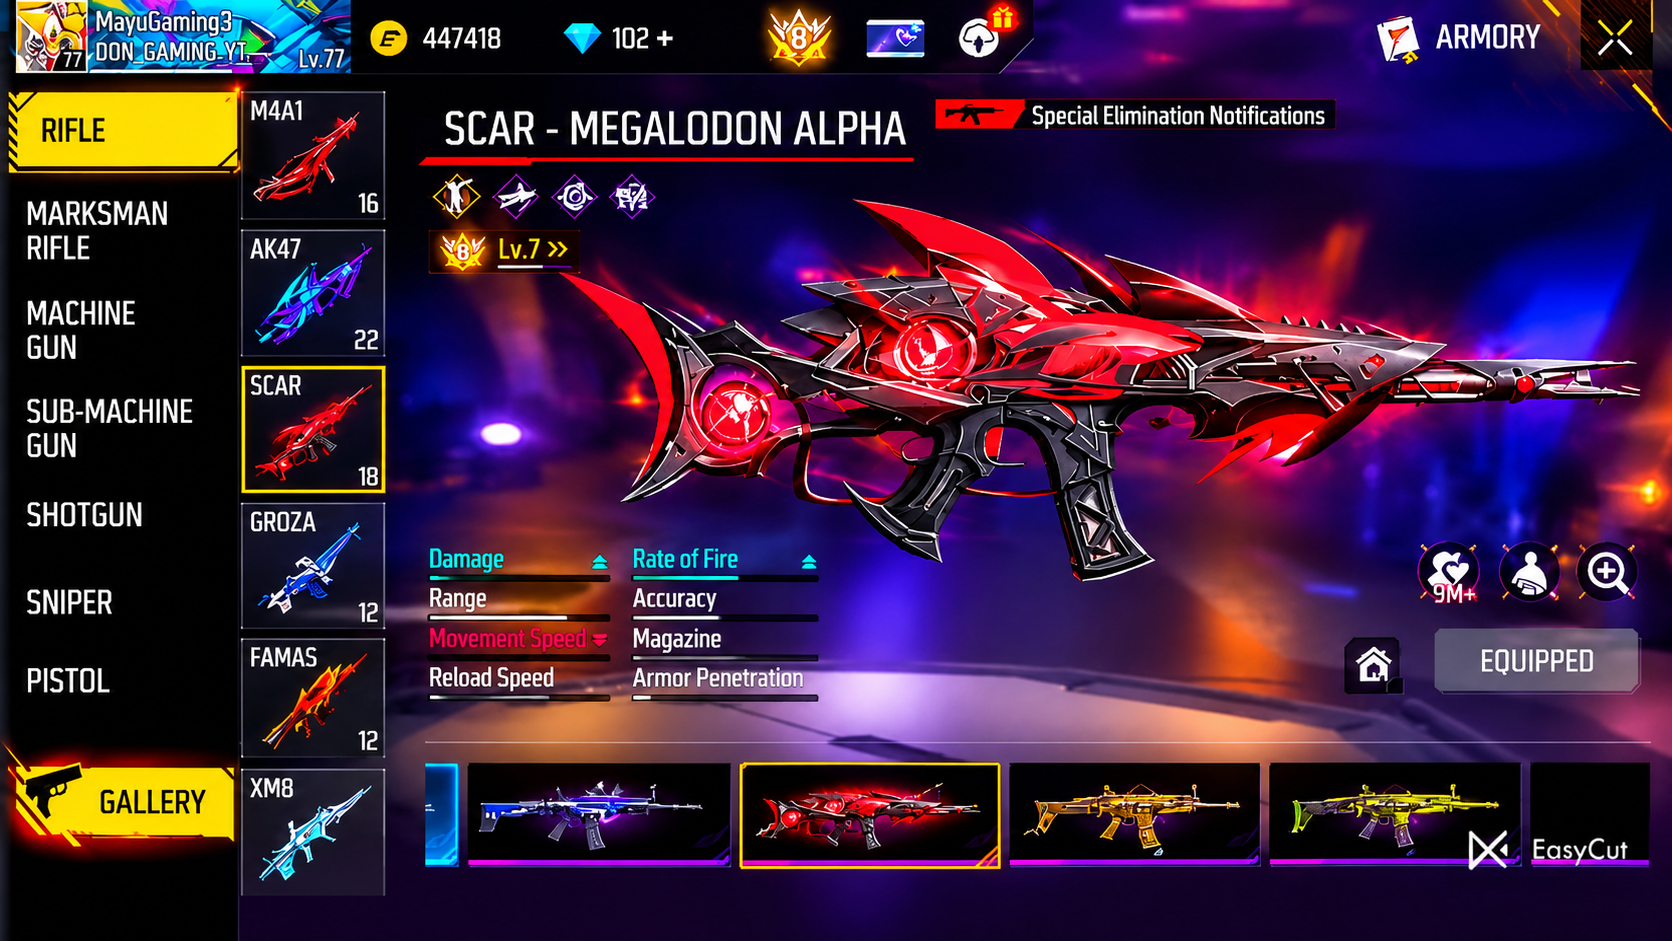 MayuGaming3
DON_GAMING_YT
77
Lv.77
447418
102 +
8
ARMORY
RIFLE
MARKSMAN
RIFLE
MACHINE
GUN
SUB-MACHINE
GUN
SHOTGUN
SNIPER
PISTOL
GALLERY
M4A1
16
AK47
22
SCAR
18
GROZA
12
FAMAS
12
XM8
SCAR - MEGALODON ALPHA
Special Elimination Notifications
8 Lv.7 >>
Damage
Rate of Fire
Range
Accuracy
Movement Speed
Magazine
Reload Speed
Armor Penetration
9M+
EQUIPPED
EasyCut